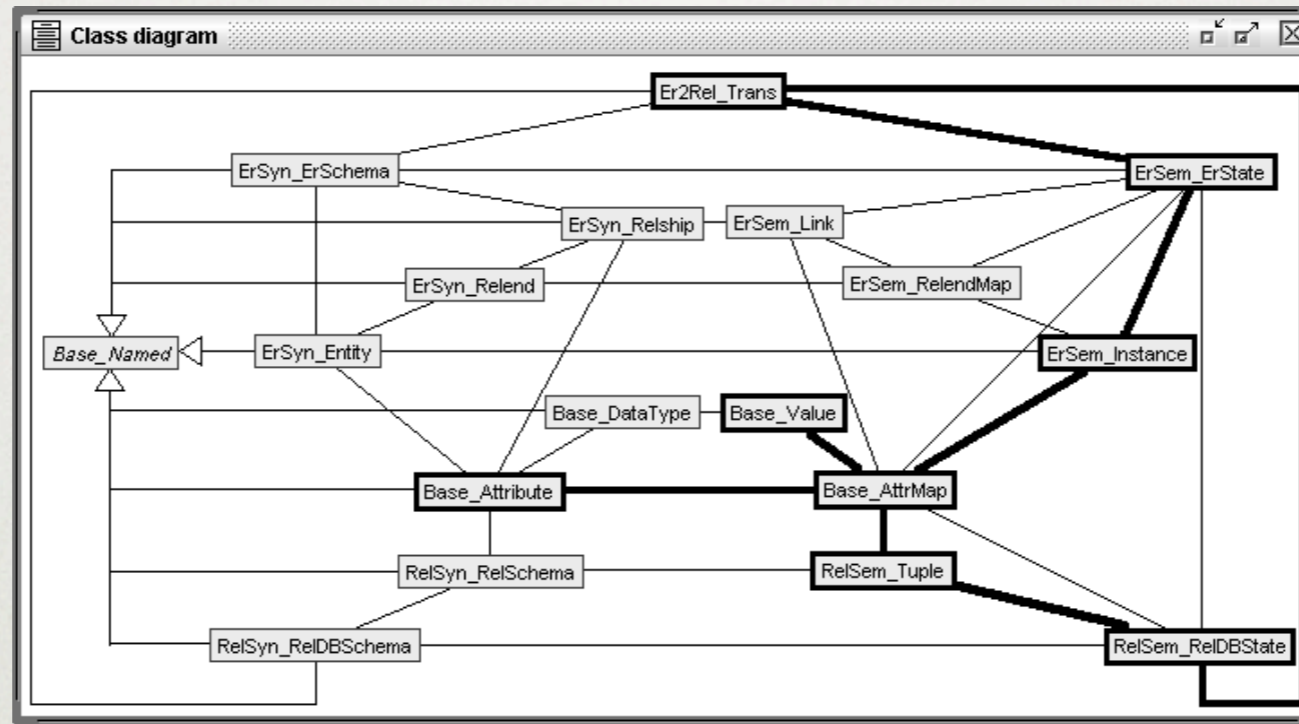 Class diagram
Er2Rel_Trans
ErSyn_ErSchema
ErSem_ErState
ErSyn_Relship
ErSem_Link
ErSyn_Relend
ErSem_RelendMap
Base_Named
ErSyn_Entity
ErSem_Instance
Base_DataType
Base_Value
Base_Attribute
Base_AttrMap
RelSyn_RelSchema
RelSem_Tuple
RelSyn_RelDBSchema
RelSem_RelDBState